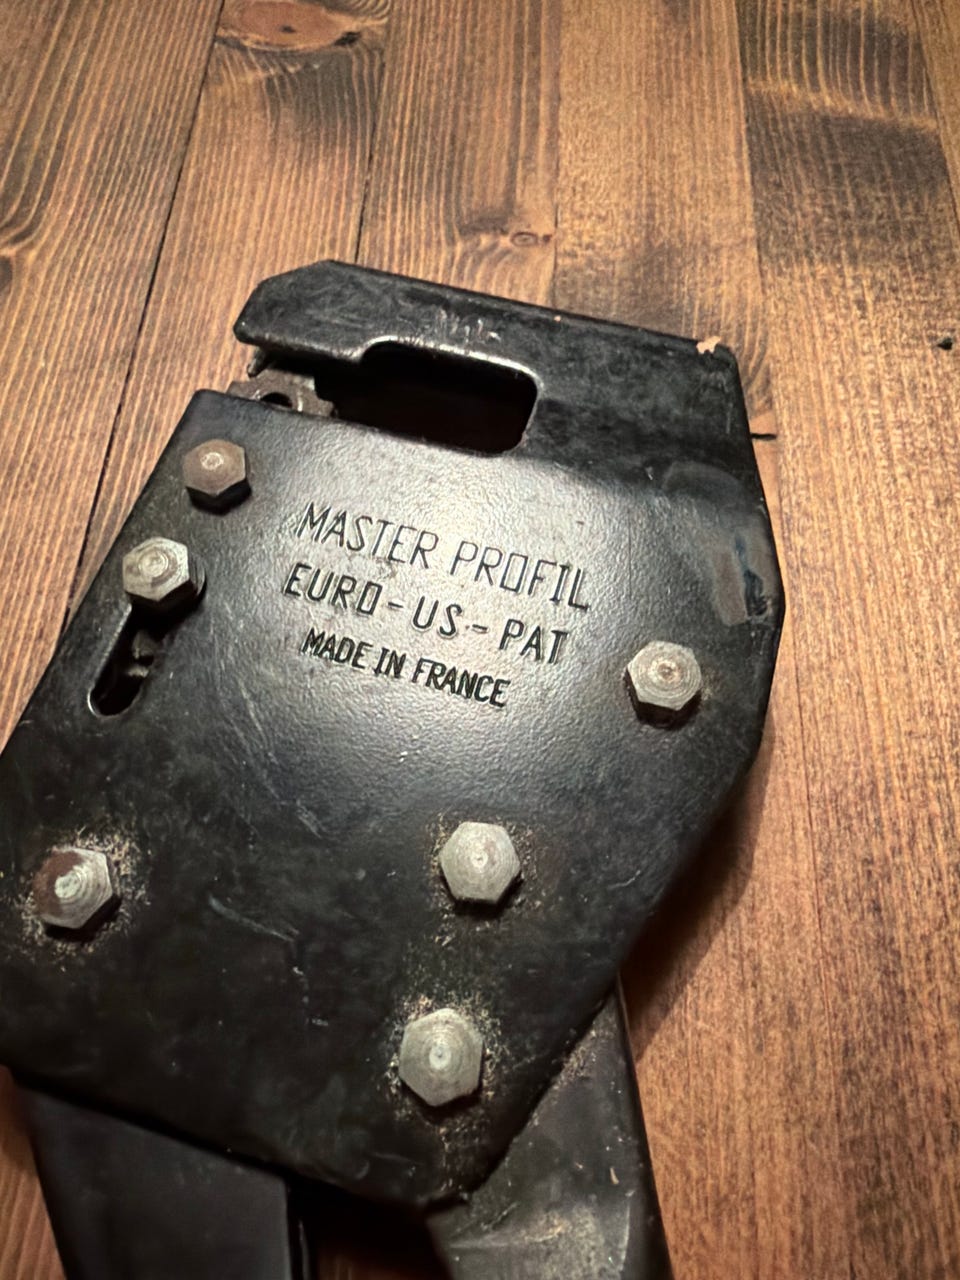 MASTER PROFIL
EURO-US-PAT
MADE IN FRANCE